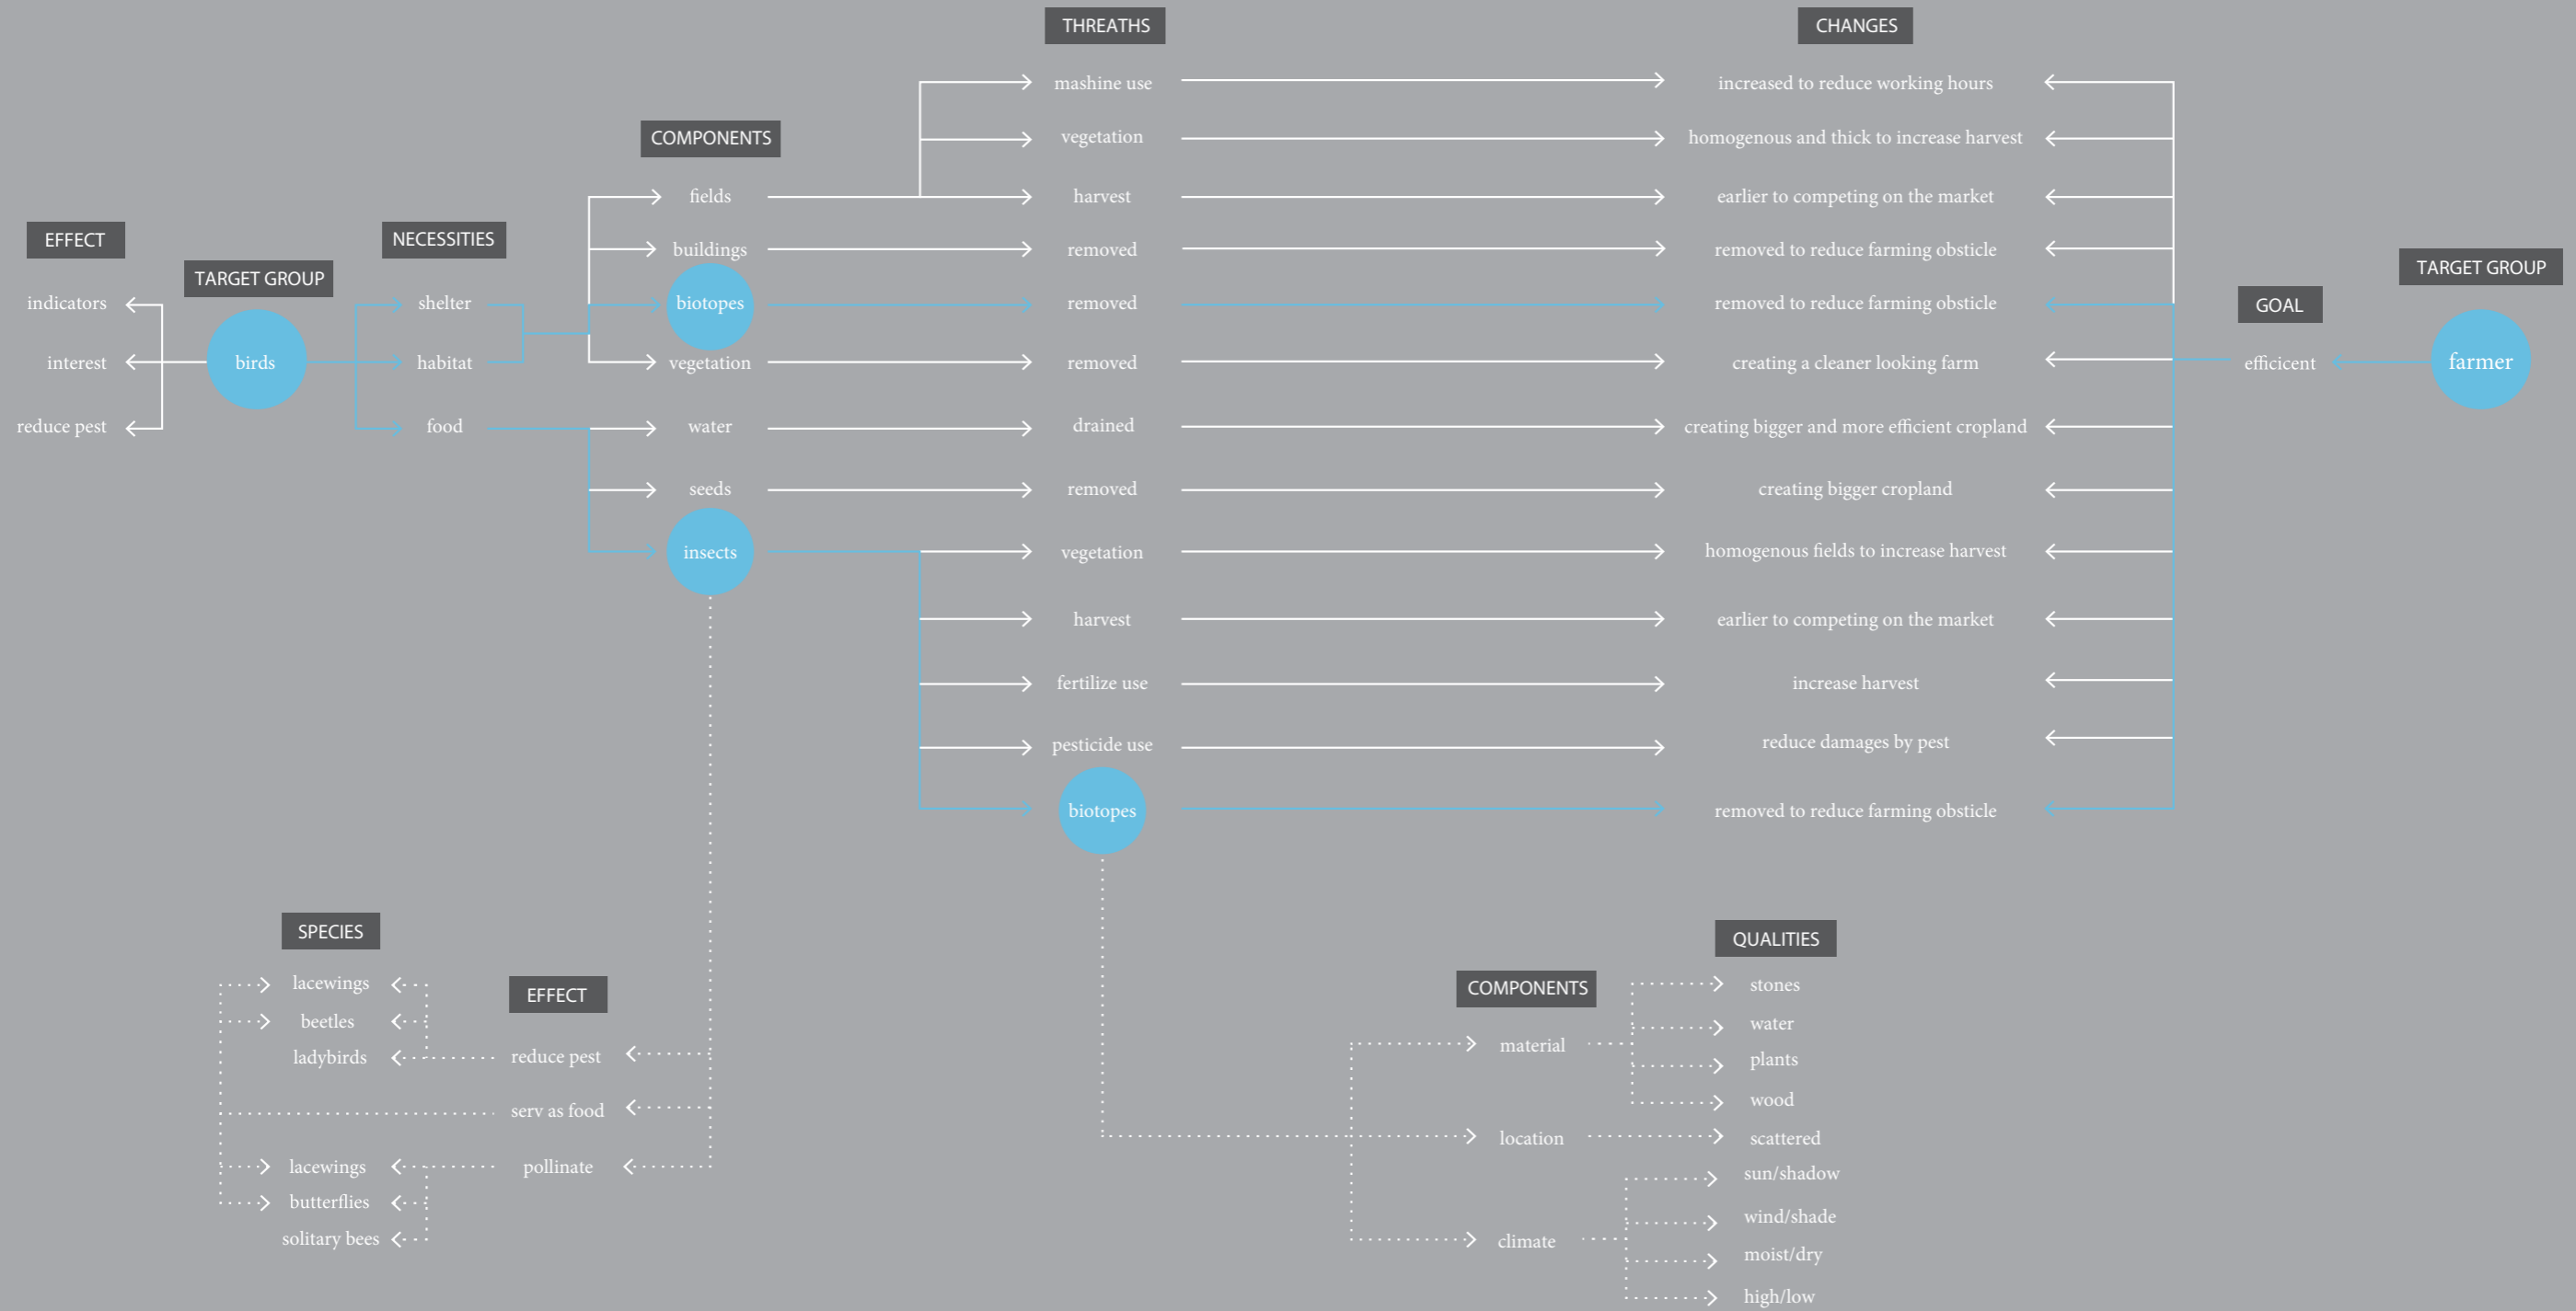 THREATHS
CHANGES
mashine use
increased to reduce working hours
COMPONENTS
vegetation
homogenous and thick to increase harvest
fields
harvest
earlier to competing on the market
EFFECT
NECESSITIES
buildings
removed
removed to reduce farming obsticle
TARGET GROUP
TARGET GROUP
indicators
shelter
biotopes
removed
removed to reduce farming obsticle
GOAL
interest
birds
habitat
vegetation
removed
creating a cleaner looking farm
efficicent
farmer
reduce pest
food
water
drained
creating bigger and more efficient cropland
seeds
removed
creating bigger cropland
insects
vegetation
homogenous fields to increase harvest
harvest
earlier to competing on the market
fertilize use
increase harvest
pesticide use
reduce damages by pest
biotopes
removed to reduce farming obsticle
SPECIES
lacewings
beetles
ladybirds
EFFECT
reduce pest
serv as food
lacewings
pollinate
butterflies
solitary bees
QUALITIES
COMPONENTS
stones
water
material
plants
wood
location
scattered
sun/shadow
wind/shade
climate
moist/dry
high/low